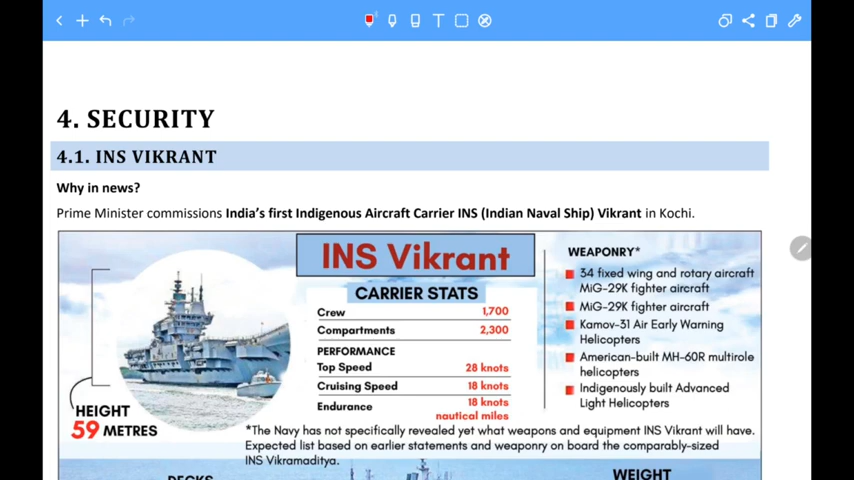 4. SECURITY
4.1. INS VIKRANT
Why in news?
Prime Minister commissions India's first Indigenous Aircraft Carrier INS (Indian Naval Ship) Vikrant in Kochi.
INS Vikrant
CARRIER STATS
Crew 1,700
Compartments 2,300
PERFORMANCE
Top Speed 28 knots
Cruising Speed 18 knots
Endurance 18 knots
nautical miles
HEIGHT
59 METRES
WEAPONRY*
34 fixed wing and rotary aircraft
MiG-29K fighter aircraft
MiG-29K fighter aircraft
Kamov-31 Air Early Warning
Helicopters
American-built MH-60R multirole
helicopters
Indigenously built Advanced
Light Helicopters
*The Navy has not specifically revealed yet what weapons and equipment INS Vikrant will have.
Expected list based on earlier statements and weaponry on board the comparably-sized
INS Vikramaditya.
DECKS
WEIGHT